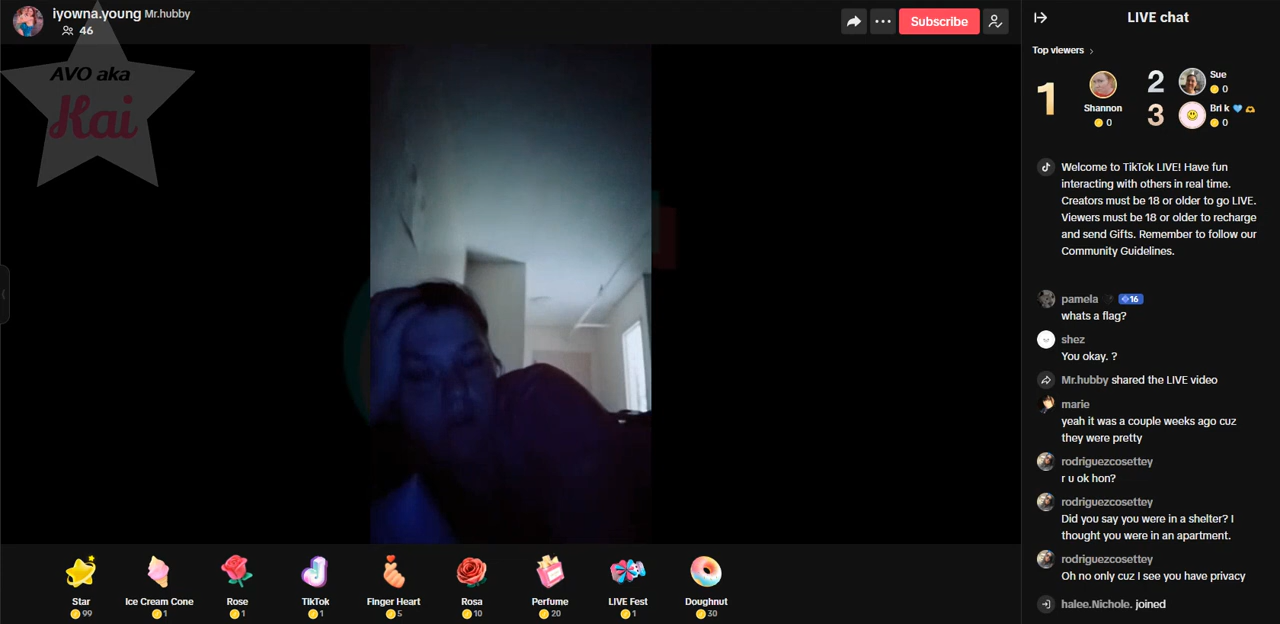 iyowna.young Mr.hubby
46
Subscribe
AVO aka
Kai
LIVE chat
Top viewers
1
Shannon
0
2
Sue
0
3
Bri k
0
Welcome to TikTok LIVE! Have fun
interacting with others in real time.
Creators must be 18 or older to go LIVE.
Viewers must be 18 or older to recharge
and send Gifts. Remember to follow our
Community Guidelines.
pamela 16
whats a flag?
shez
You okay. ?
Mr.hubby shared the LIVE video
marie
yeah it was a couple weeks ago cuz
they were pretty
rodriguezcosettey
r u ok hon?
rodriguezcosettey
Did you say you were in a shelter? I
thought you were in an apartment.
rodriguezcosettey
Oh no only cuz I see you have privacy
halee.Nichole. joined
Star
99
Ice Cream Cone
1
Rose
1
TikTok
1
Finger Heart
5
Rosa
10
Perfume
20
LIVE Fest
1
Doughnut
30